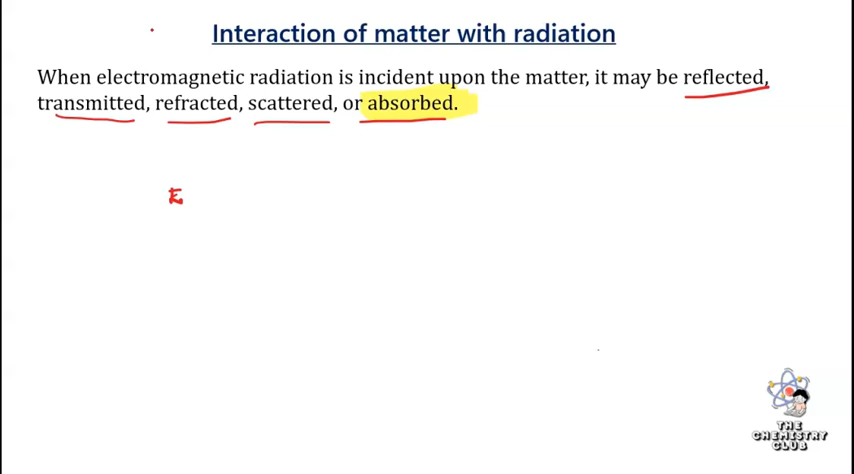 Interaction of matter with radiation
When electromagnetic radiation is incident upon the matter, it may be reflected,
transmitted, refracted, scattered, or absorbed.
E
THE
CHEMISTRY
CLUB